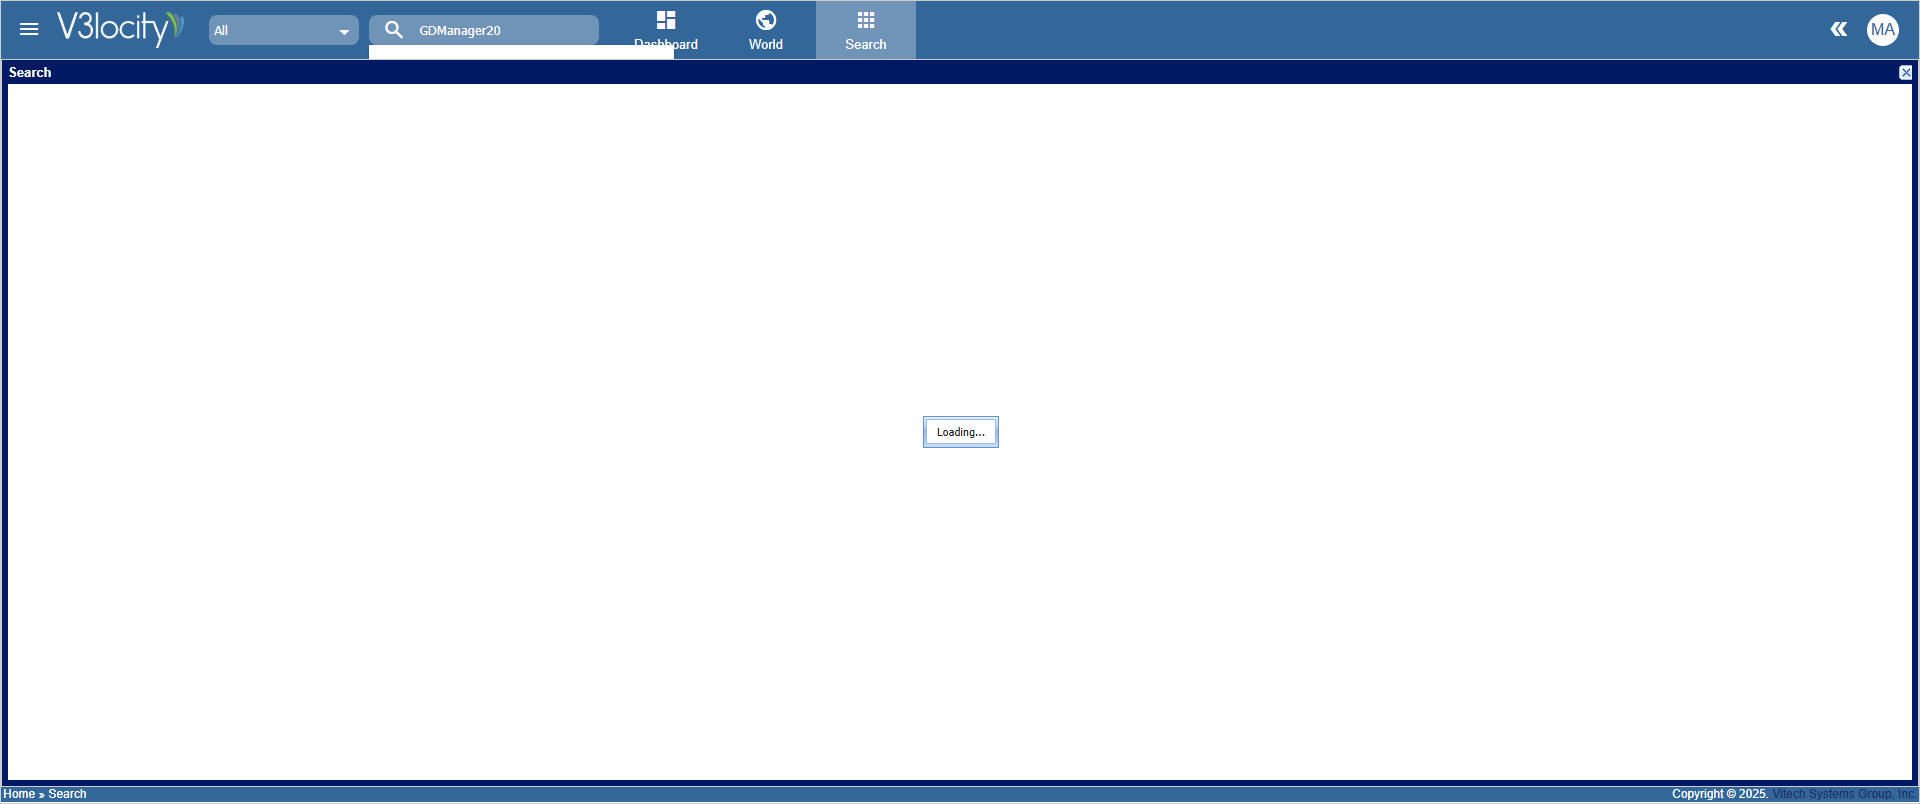 V3locity
All
GDManager20
Dashboard
World
Search
MA
Search
Loading...
Home » Search
Copyright © 2025. Vitech Systems Group, Inc.